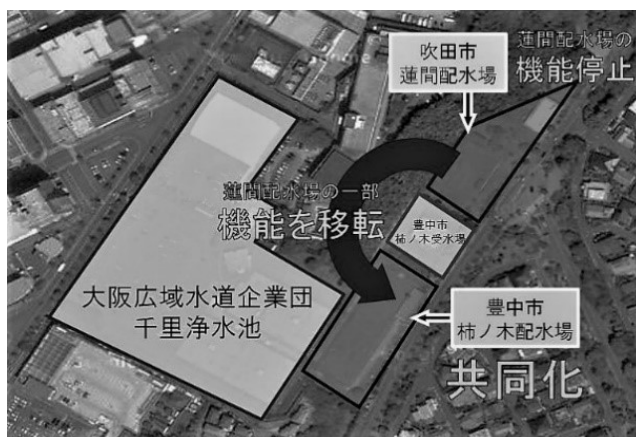 吹田市
蓮間配水場
蓮間配水場の
機能停止
蓮間配水場の一部
機能を移転
豊中市
柿ノ木受水場
大阪広域水道企業団
千里浄水池
豊中市
柿ノ木配水場
共同化